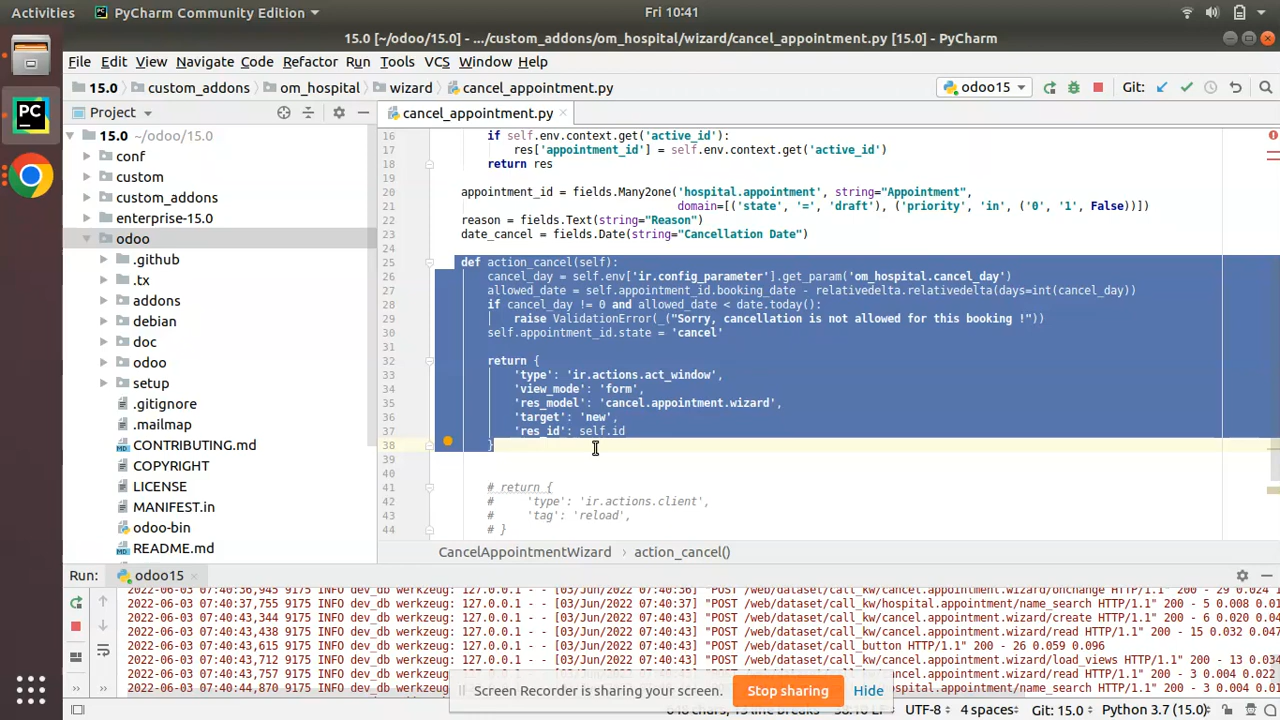 Activities PyCharm Community Edition Fri 10:41
15.0 [~/odoo/15.0] - .../custom_addons/om_hospital/wizard/cancel_appointment.py [15.0] - PyCharm
File Edit View Navigate Code Refactor Run Tools VCS Window Help
15.0 custom_addons om_hospital wizard cancel_appointment.py odoo15 Git:
Project cancel_appointment.py
15.0 ~/odoo/15.0
conf
custom
custom_addons
enterprise-15.0
odoo
.github
.tx
addons
debian
doc
odoo
setup
.gitignore
.mailmap
CONTRIBUTING.md
COPYRIGHT
LICENSE
MANIFEST.in
odoo-bin
README.md
16 if self.env.context.get('active_id'):
17 res['appointment_id'] = self.env.context.get('active_id')
18 return res
19
20 appointment_id = fields.Many2one('hospital.appointment', string="Appointment",
21 domain=[('state', '=', 'draft'), ('priority', 'in', ('0', '1', False))])
22 reason = fields.Text(string="Reason")
23 date_cancel = fields.Date(string="Cancellation Date")
24
25 def action_cancel(self):
26 cancel_day = self.env['ir.config_parameter'].get_param('om_hospital.cancel_day')
27 allowed_date = self.appointment_id.booking_date - relativedelta.relativedelta(days=int(cancel_day))
28 if cancel_day != 0 and allowed_date < date.today():
29 raise ValidationError(_("Sorry, cancellation is not allowed for this booking !"))
30 self.appointment_id.state = 'cancel'
31
32 return {
33 'type': 'ir.actions.act_window',
34 'view_mode': 'form',
35 'res_model': 'cancel.appointment.wizard',
36 'target': 'new',
37 'res_id': self.id
38 }
39
40
41 # return {
42 # 'type': 'ir.actions.client',
43 # 'tag': 'reload',
44 # }
CancelAppointmentWizard action_cancel()
Run: odoo15
2022-06-03 07:40:36,945 9175 INFO dev_db werkzeug: 127.0.0.1 - - [03/Jun/2022 07:40:36] "POST /web/dataset/call_kw/cancel.appointment.wizard/onchange HTTP/1.1" 200 - 29 0.024
2022-06-03 07:40:37,755 9175 INFO dev_db werkzeug: 127.0.0.1 - - [03/Jun/2022 07:40:37] "POST /web/dataset/call_kw/hospital.appointment/name_search HTTP/1.1" 200 - 5 0.008 0.01
2022-06-03 07:40:43,344 9175 INFO dev_db werkzeug: 127.0.0.1 - - [03/Jun/2022 07:40:43] "POST /web/dataset/call_kw/cancel.appointment.wizard/create HTTP/1.1" 200 - 6 0.020 0.04
2022-06-03 07:40:43,438 9175 INFO dev_db werkzeug: 127.0.0.1 - - [03/Jun/2022 07:40:43] "POST /web/dataset/call_kw/cancel.appointment.wizard/read HTTP/1.1" 200 - 15 0.032 0.047
2022-06-03 07:40:43,615 9175 INFO dev_db werkzeug: 127.0.0.1 - - [03/Jun/2022 07:40:43] "POST /web/dataset/call_button HTTP/1.1" 200 - 26 0.059 0.096
2022-06-03 07:40:43,712 9175 INFO dev_db werkzeug: 127.0.0.1 - - [03/Jun/2022 07:40:43] "POST /web/dataset/call_kw/cancel.appointment.wizard/load_views HTTP/1.1" 200 - 13 0.034
2022-06-03 07:40:43,757 9175 INFO dev_db werkzeug: 127.0.0.1 - - [03/Jun/2022 07:40:43] "POST /web/dataset/call_kw/cancel.appointment.wizard/read HTTP/1.1" 200 - 3 0.004 0.022
2022-06-03 07:40:44,870 9175 INFO dev_db werkzeug: appointment/name_search HTTP/1.1" 200 - 3 0.004 0.01
Screen Recorder is sharing your screen. Stop sharing Hide
UTF-8 4 spaces Git: 15.0 Python 3.7 (15.0)